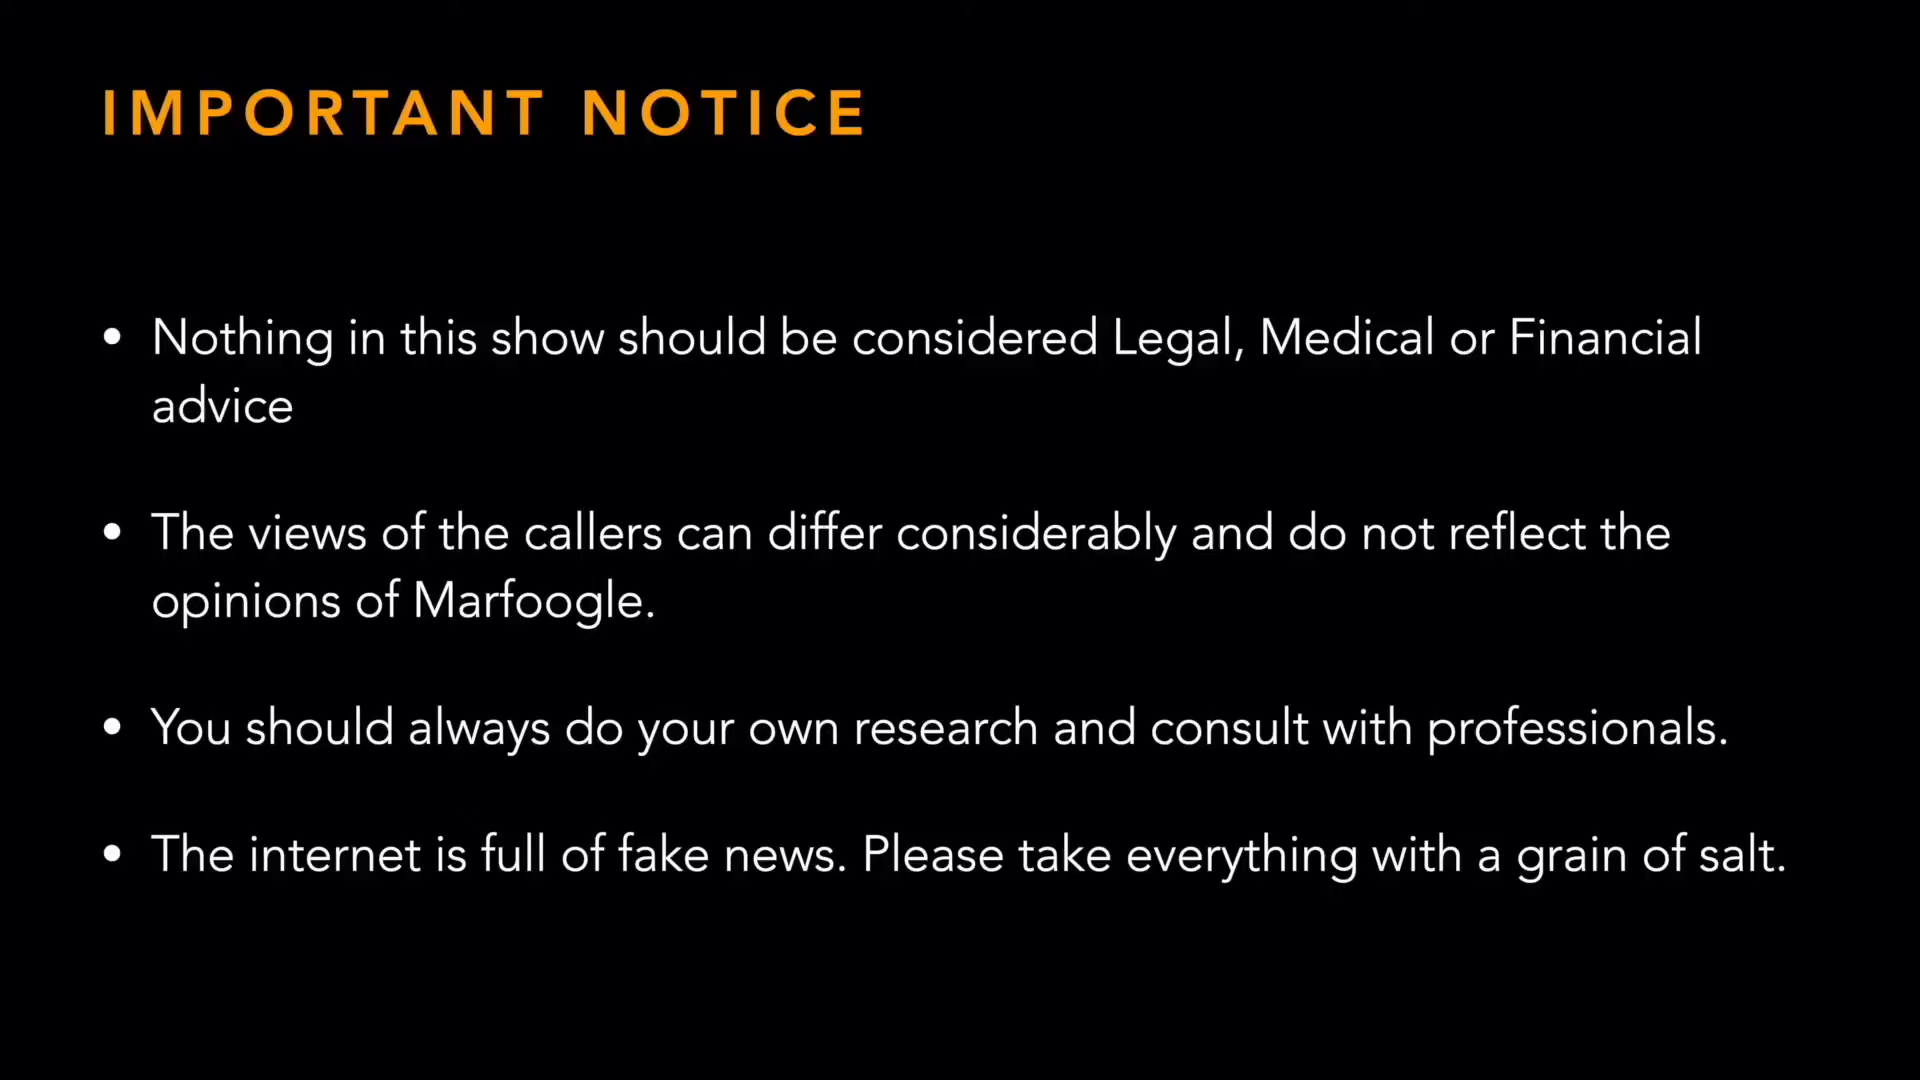 IMPORTANT NOTICE
• Nothing in this show should be considered Legal, Medical or Financial
advice
• The views of the callers can differ considerably and do not reflect the
opinions of Marfoogle.
• You should always do your own research and consult with professionals.
• The internet is full of fake news. Please take everything with a grain of salt.